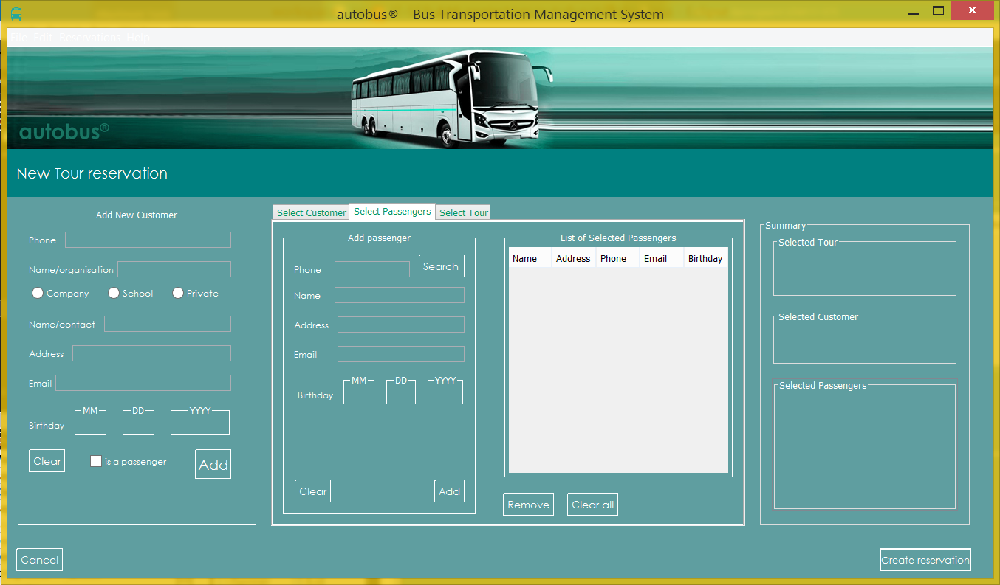 autobus® - Bus Transportation Management System
File Edit Reservations Help
autobus®
New Tour reservation
Add New Customer
Phone
Name/organisation
Company School Private
Name/contact
Address
Email
Birthday MM DD YYYY
Clear is a passenger Add
Select Customer Select Passengers Select Tour
Add passenger
Phone Search
Name
Address
Email
Birthday MM DD YYYY
Clear Add
List of Selected Passengers
Name Address Phone Email Birthday
Remove Clear all
Summary
Selected Tour
Selected Customer
Selected Passengers
Cancel Create reservation